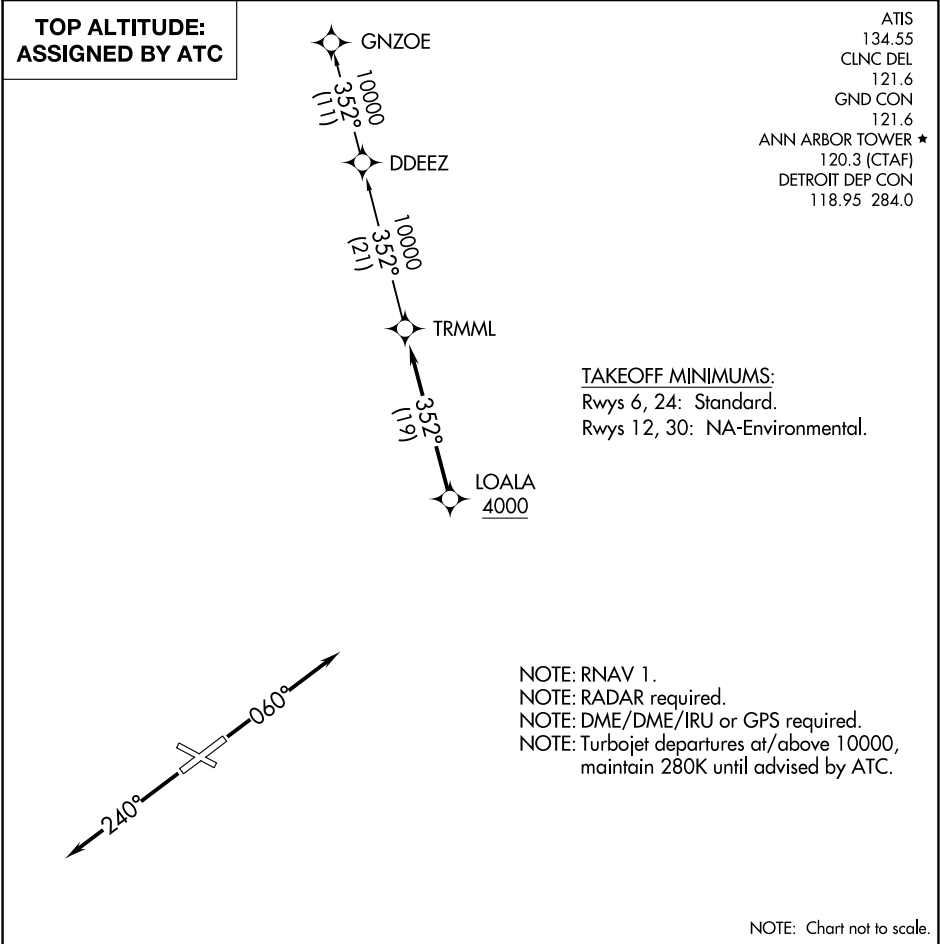 TOP ALTITUDE:
ASSIGNED BY ATC
ATIS
134.55
CLNC DEL
121.6
GND CON
121.6
ANN ARBOR TOWER ★
120.3 (CTAF)
DETROIT DEP CON
118.95 284.0
GNZOE
10000
352°
(11)
DDEEZ
10000
352°
(21)
TRMML
352°
(19)
LOALA
4000
TAKEOFF MINIMUMS:
Rwys 6, 24: Standard.
Rwys 12, 30: NA-Environmental.
060°
240°
NOTE: RNAV 1.
NOTE: RADAR required.
NOTE: DME/DME/IRU or GPS required.
NOTE: Turbojet departures at/above 10000,
maintain 280K until advised by ATC.
NOTE: Chart not to scale.